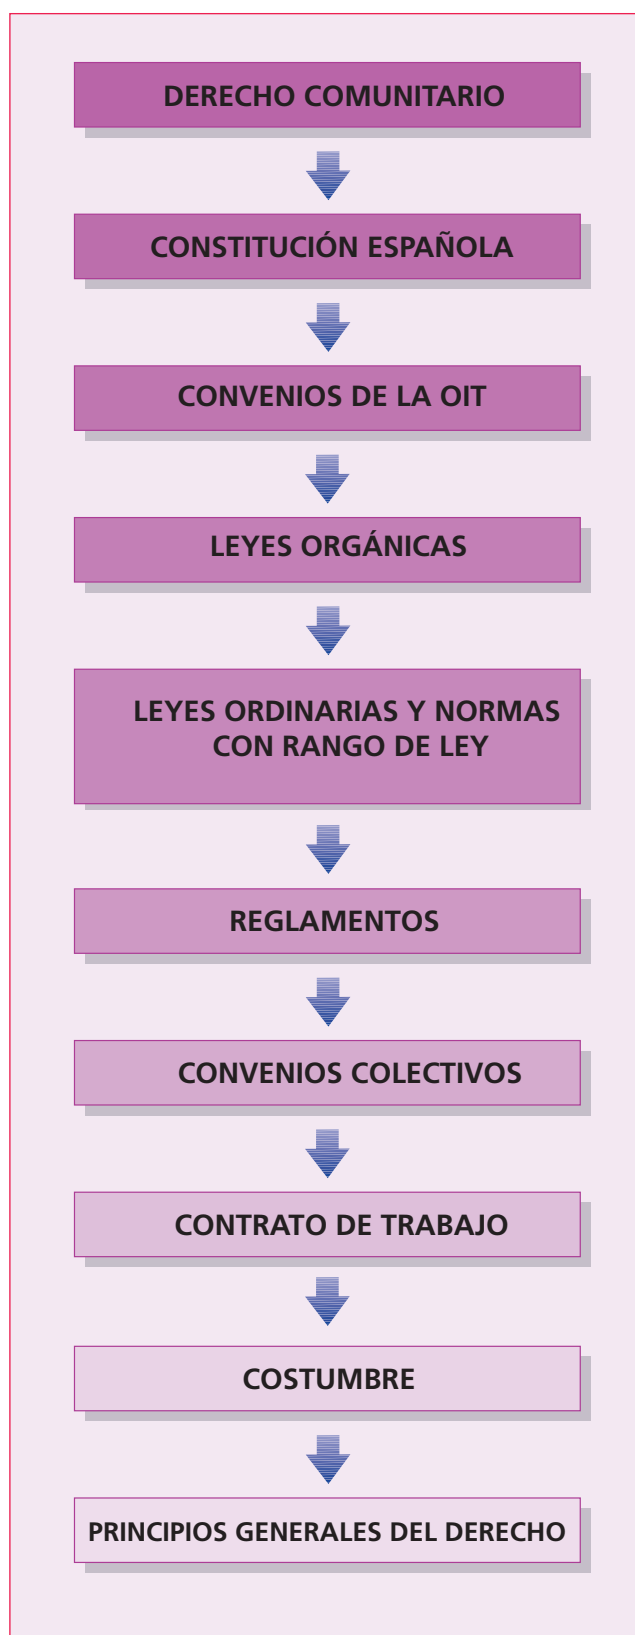 DERECHO COMUNITARIO
CONSTITUCIÓN ESPAÑOLA
CONVENIOS DE LA OIT
LEYES ORGÁNICAS
LEYES ORDINARIAS Y NORMAS
CON RANGO DE LEY
REGLAMENTOS
CONVENIOS COLECTIVOS
CONTRATO DE TRABAJO
COSTUMBRE
PRINCIPIOS GENERALES DEL DERECHO